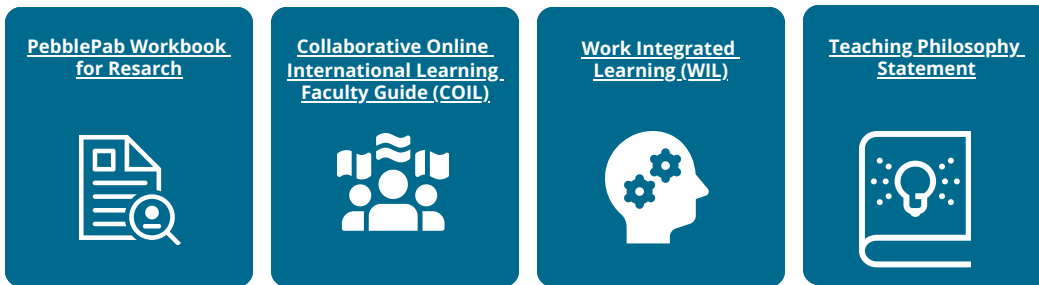 PebblePab Workbook
for Resarch
Collaborative Online
International Learning
Faculty Guide (COIL)
Work Integrated
Learning (WIL)
Teaching Philosophy
Statement